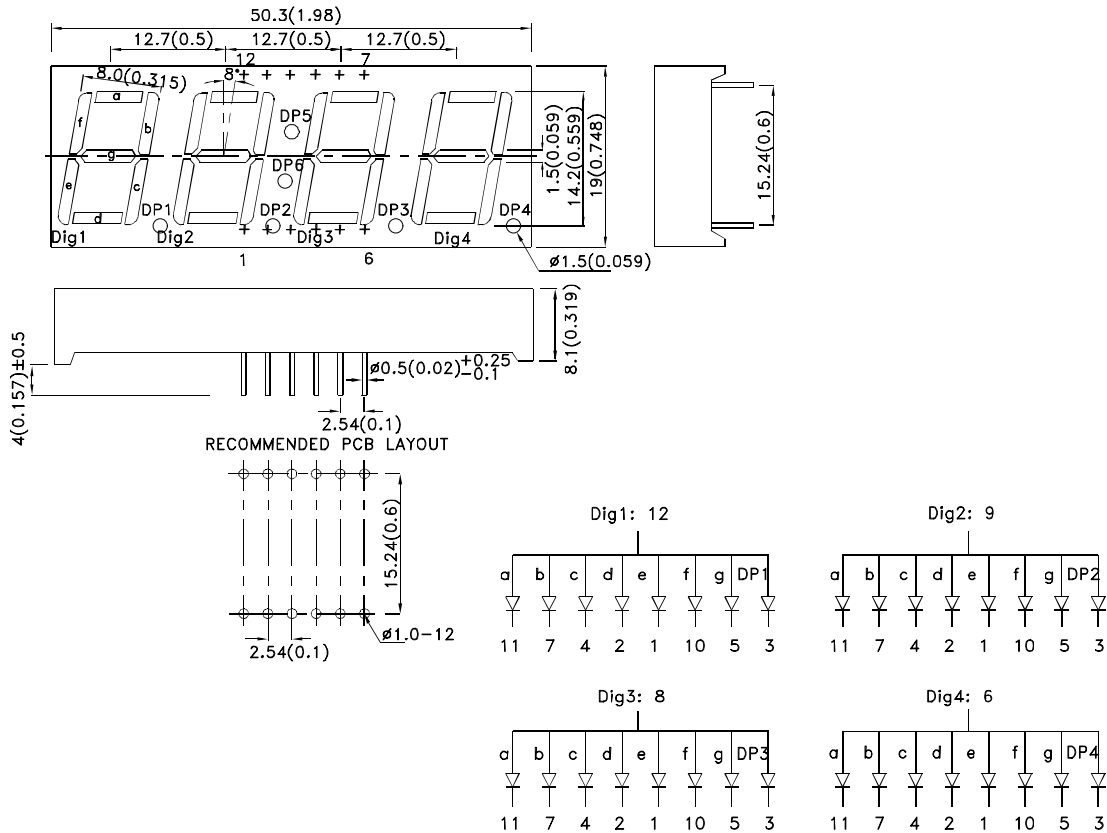 50.3(1.98)
12.7(0.5) 12.7(0.5) 12.7(0.5)
12 7
8.0(0.315) 8°
a
f b
DP5
g
DP6
e c
d
DP1 DP2 DP3 DP4
Dig1 Dig2 Dig3 Dig4
1 6
1.5(0.059)
14.2(0.559)
19(0.748)
ø1.5(0.059)
15.24(0.6)
8.1(0.319)
4(0.157)±0.5
ø0.5(0.02)+0.25
−0.1
2.54(0.1)
RECOMMENDED PCB LAYOUT
15.24(0.6)
ø1.0-12
2.54(0.1)
Dig1: 12
a b c d e f g DP1
11 7 4 2 1 10 5 3
Dig2: 9
a b c d e f g DP2
11 7 4 2 1 10 5 3
Dig3: 8
a b c d e f g DP3
11 7 4 2 1 10 5 3
Dig4: 6
a b c d e f g DP4
11 7 4 2 1 10 5 3